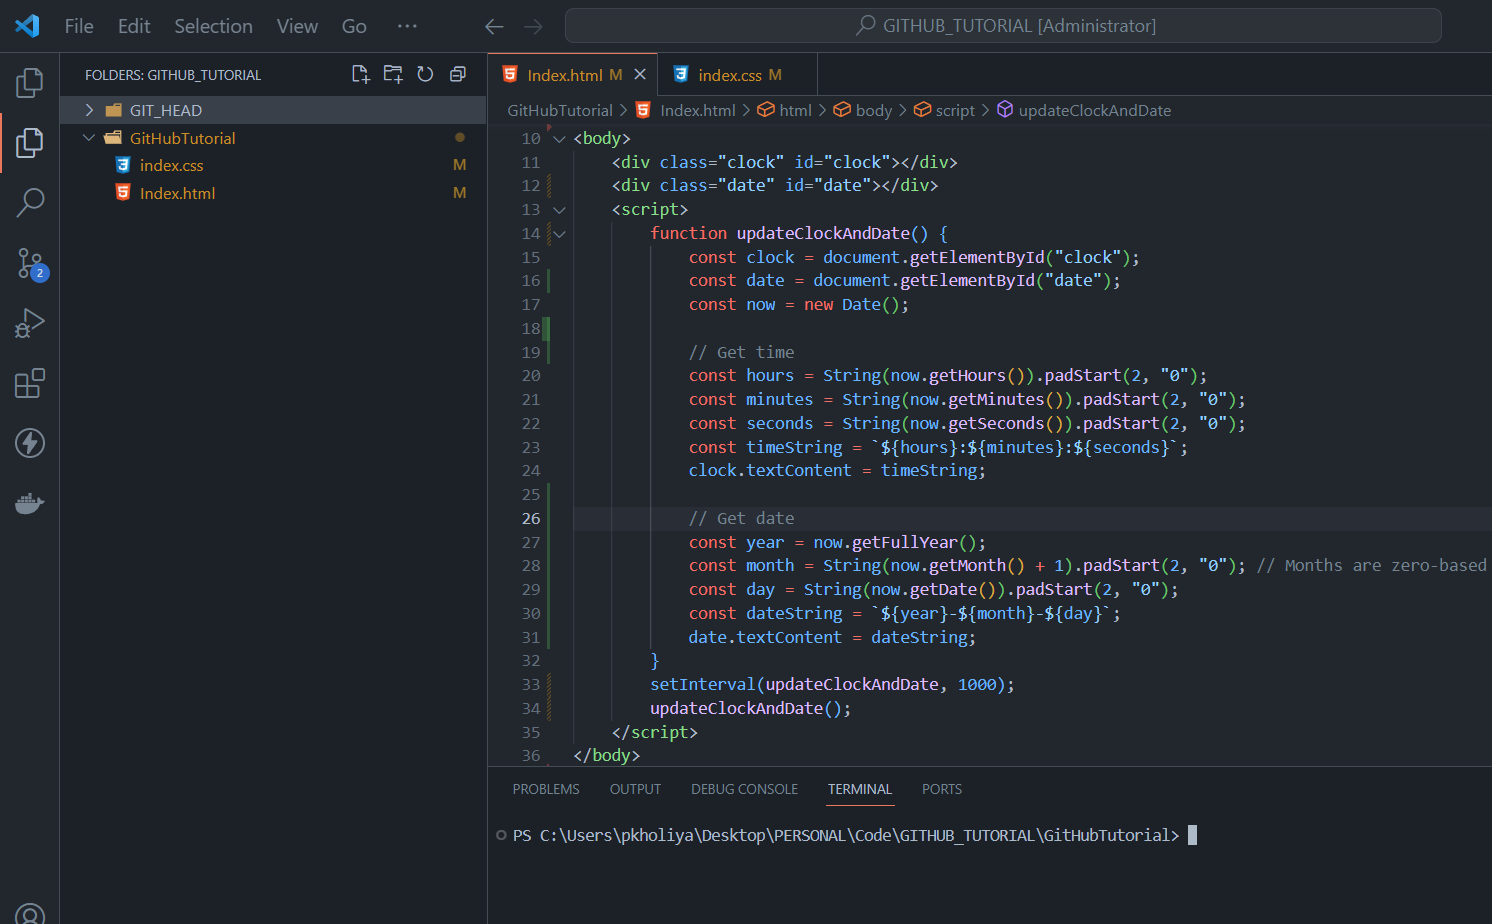 File Edit Selection View Go ··· GITHUB_TUTORIAL [Administrator]
FOLDERS: GITHUB_TUTORIAL
GIT_HEAD
GitHubTutorial
index.css M
Index.html M
2
Index.html M index.css M
GitHubTutorial > Index.html > html > body > script > updateClockAndDate
10 <body>
11 <div class="clock" id="clock"></div>
12 <div class="date" id="date"></div>
13 <script>
14 function updateClockAndDate() {
15 const clock = document.getElementById("clock");
16 const date = document.getElementById("date");
17 const now = new Date();
18
19 // Get time
20 const hours = String(now.getHours()).padStart(2, "0");
21 const minutes = String(now.getMinutes()).padStart(2, "0");
22 const seconds = String(now.getSeconds()).padStart(2, "0");
23 const timeString = `${hours}:${minutes}:${seconds}`;
24 clock.textContent = timeString;
25
26 // Get date
27 const year = now.getFullYear();
28 const month = String(now.getMonth() + 1).padStart(2, "0"); // Months are zero-based
29 const day = String(now.getDate()).padStart(2, "0");
30 const dateString = `${year}-${month}-${day}`;
31 date.textContent = dateString;
32 }
33 setInterval(updateClockAndDate, 1000);
34 updateClockAndDate();
35 </script>
36 </body>
PROBLEMS OUTPUT DEBUG CONSOLE TERMINAL PORTS
PS C:\Users\pkholiya\Desktop\PERSONAL\Code\GITHUB_TUTORIAL\GitHubTutorial>